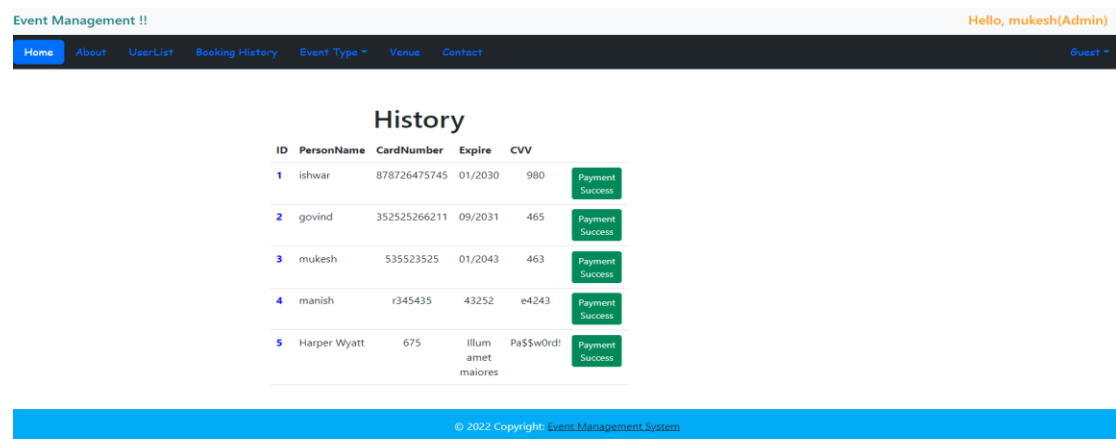 Event Management !! Hello, mukesh(Admin)
Home About UserList Booking History Event Type Venue Contact Guest
History
ID PersonName CardNumber Expire CVV
1 ishwar 878726475745 01/2030 980 Payment
Success
2 govind 352525266211 09/2031 465 Payment
Success
3 mukesh 535523525 01/2043 463 Payment
Success
4 manish r345435 43252 e4243 Payment
Success
5 Harper Wyatt 675 Illum Pa$$w0rd! Payment
amet Success
maiores
© 2022 Copyright: Event Management System